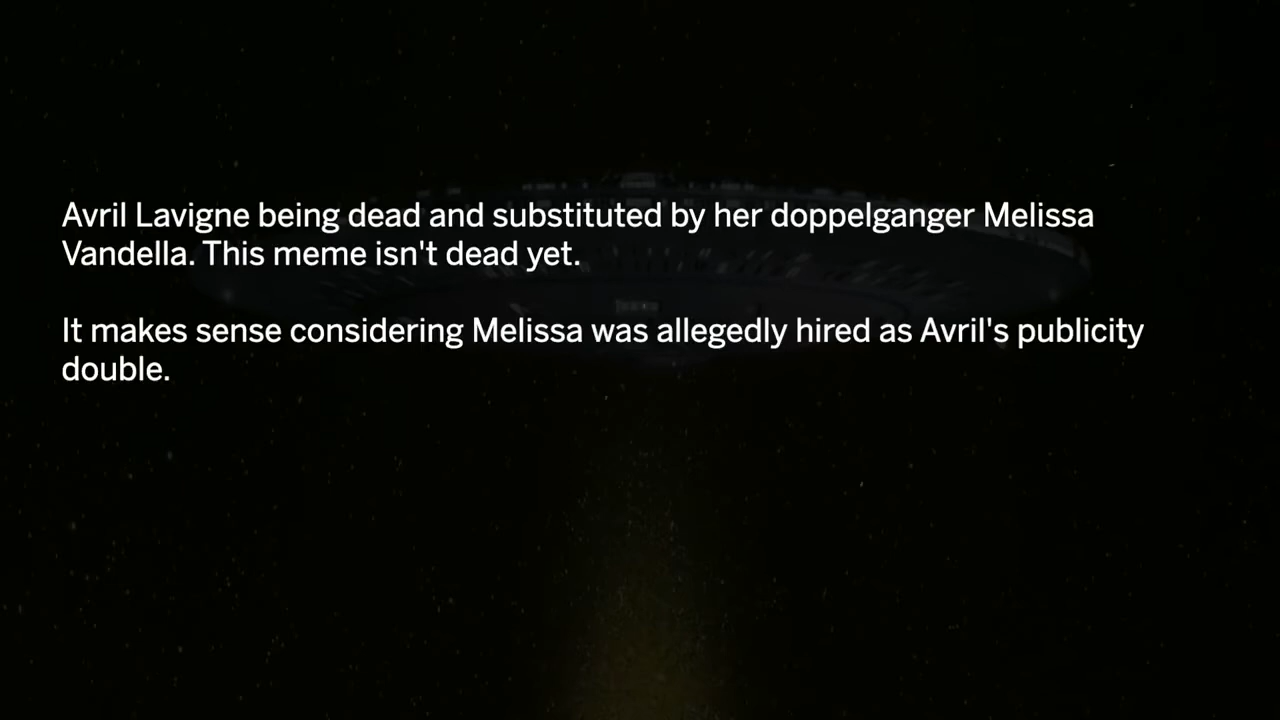 Avril Lavigne being dead and substituted by her doppelganger Melissa
Vandella. This meme isn't dead yet.
It makes sense considering Melissa was allegedly hired as Avril's publicity
double.